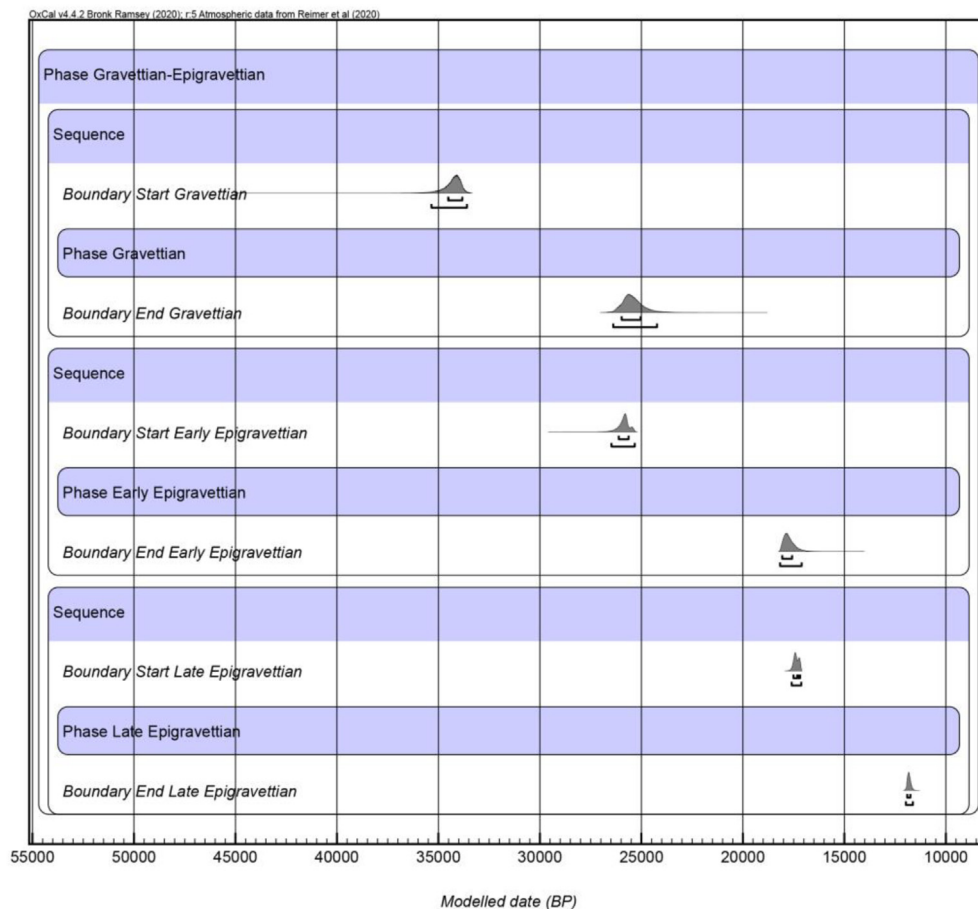 OxCal v4.4.2 Bronk Ramsey (2020); r:5 Atmospheric data from Reimer et al (2020)
Phase Gravettian-Epigravettian
Sequence
Boundary Start Gravettian
Phase Gravettian
Boundary End Gravettian
Sequence
Boundary Start Early Epigravettian
Phase Early Epigravettian
Boundary End Early Epigravettian
Sequence
Boundary Start Late Epigravettian
Phase Late Epigravettian
Boundary End Late Epigravettian
55000 50000 45000 40000 35000 30000 25000 20000 15000 10000
Modelled date (BP)